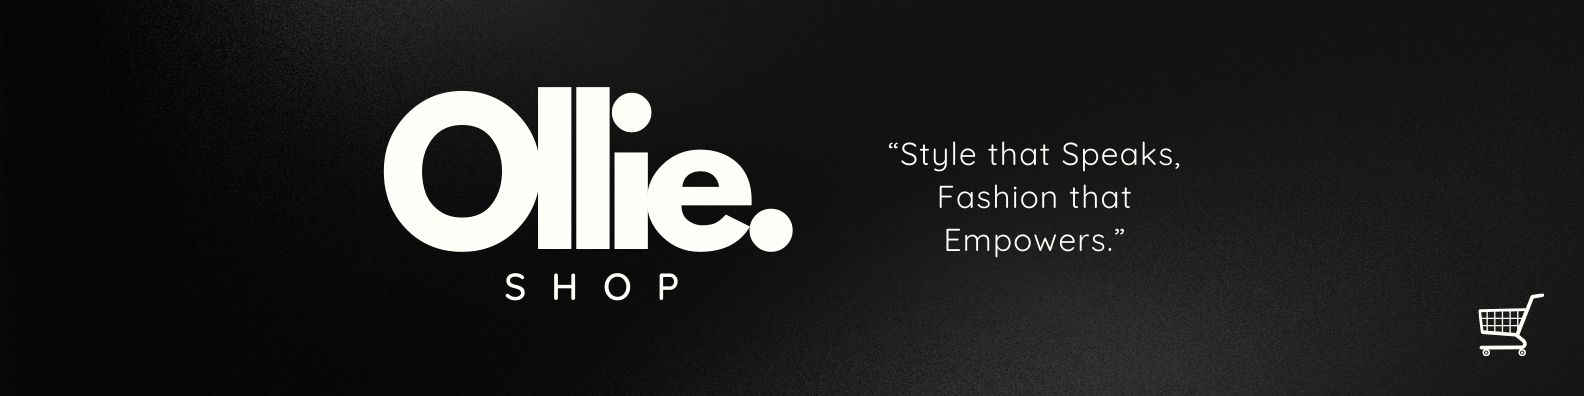 Ollie.
SHOP
“Style that Speaks,
Fashion that
Empowers.”